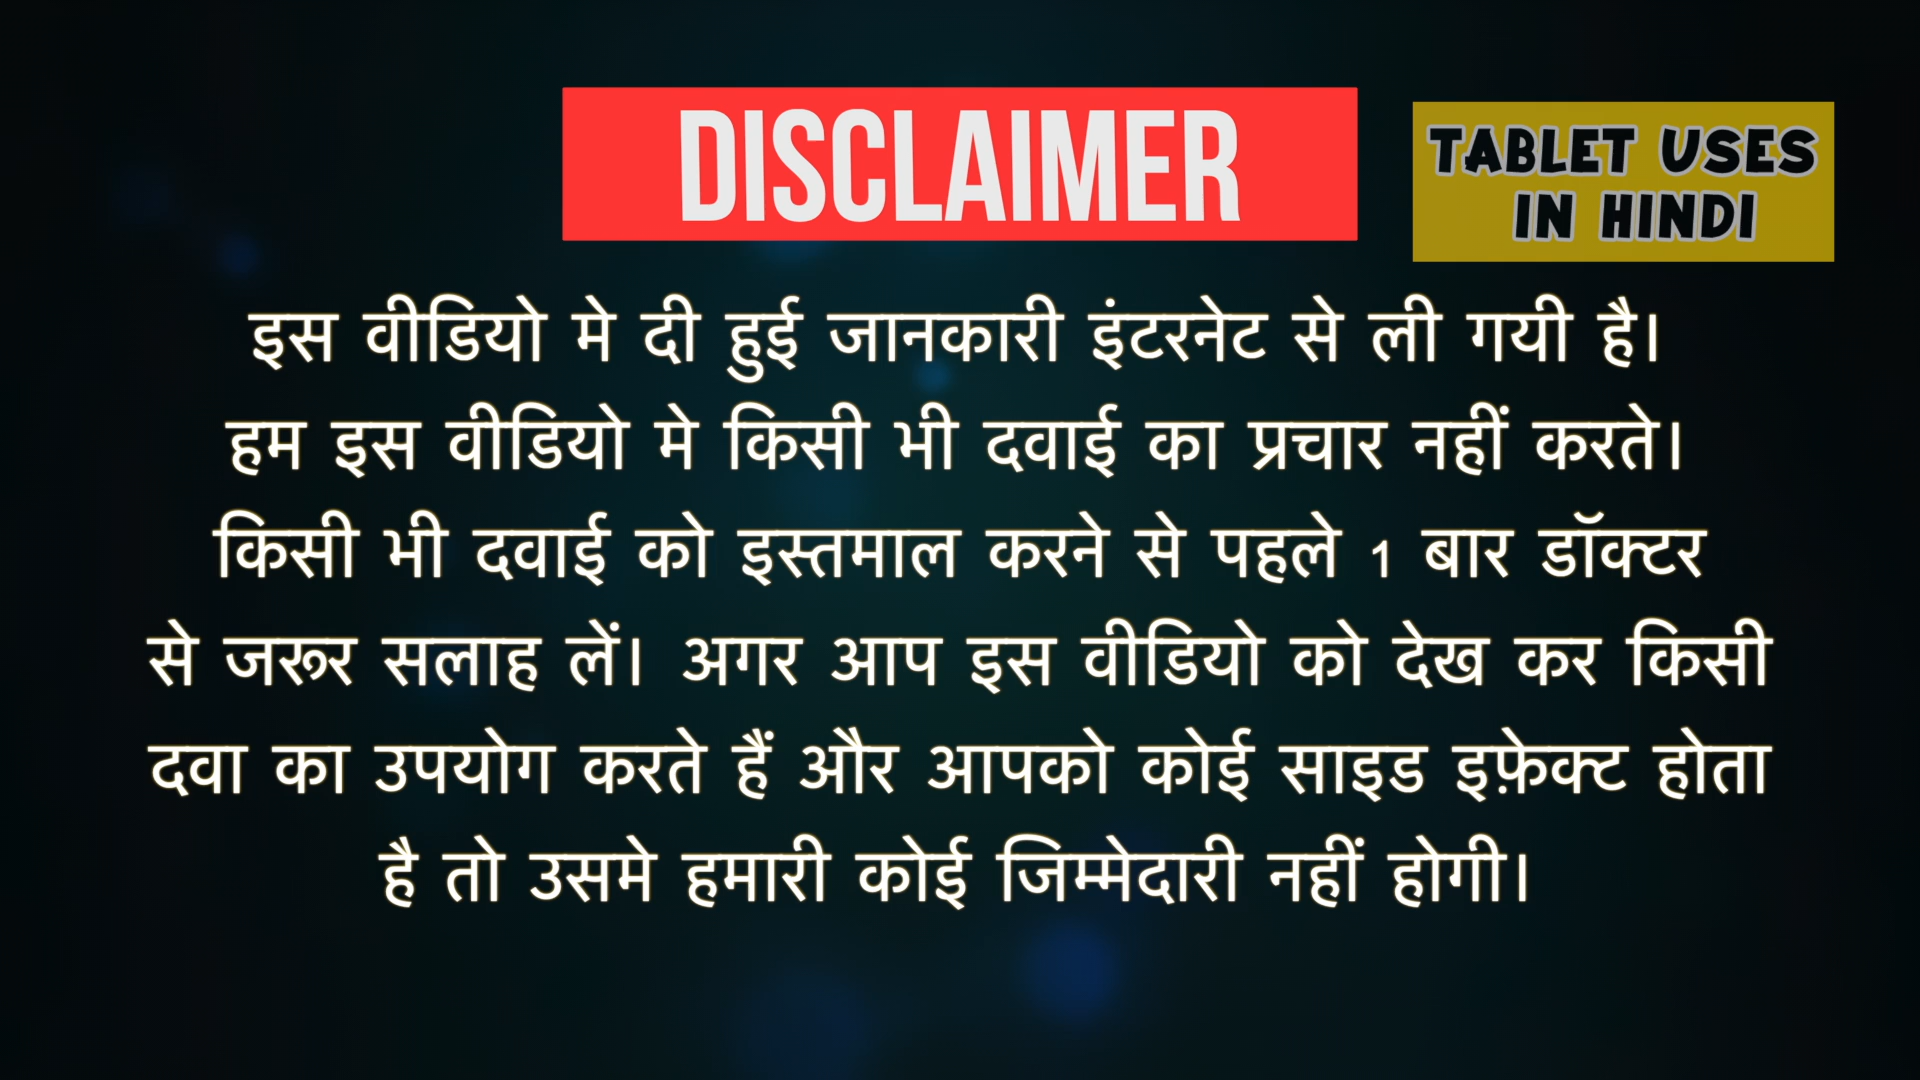 DISCLAIMER
TABLET USES
IN HINDI
इस वीडियो मे दी हुई जानकारी इंटरनेट से ली गयी है।
हम इस वीडियो मे किसी भी दवाई का प्रचार नहीं करते।
किसी भी दवाई को इस्तमाल करने से पहले 1 बार डॉक्टर
से जरूर सलाह लें। अगर आप इस वीडियो को देख कर किसी
दवा का उपयोग करते हैं और आपको कोई साइड इफ़ेक्ट होता
है तो उसमे हमारी कोई जिम्मेदारी नहीं होगी।